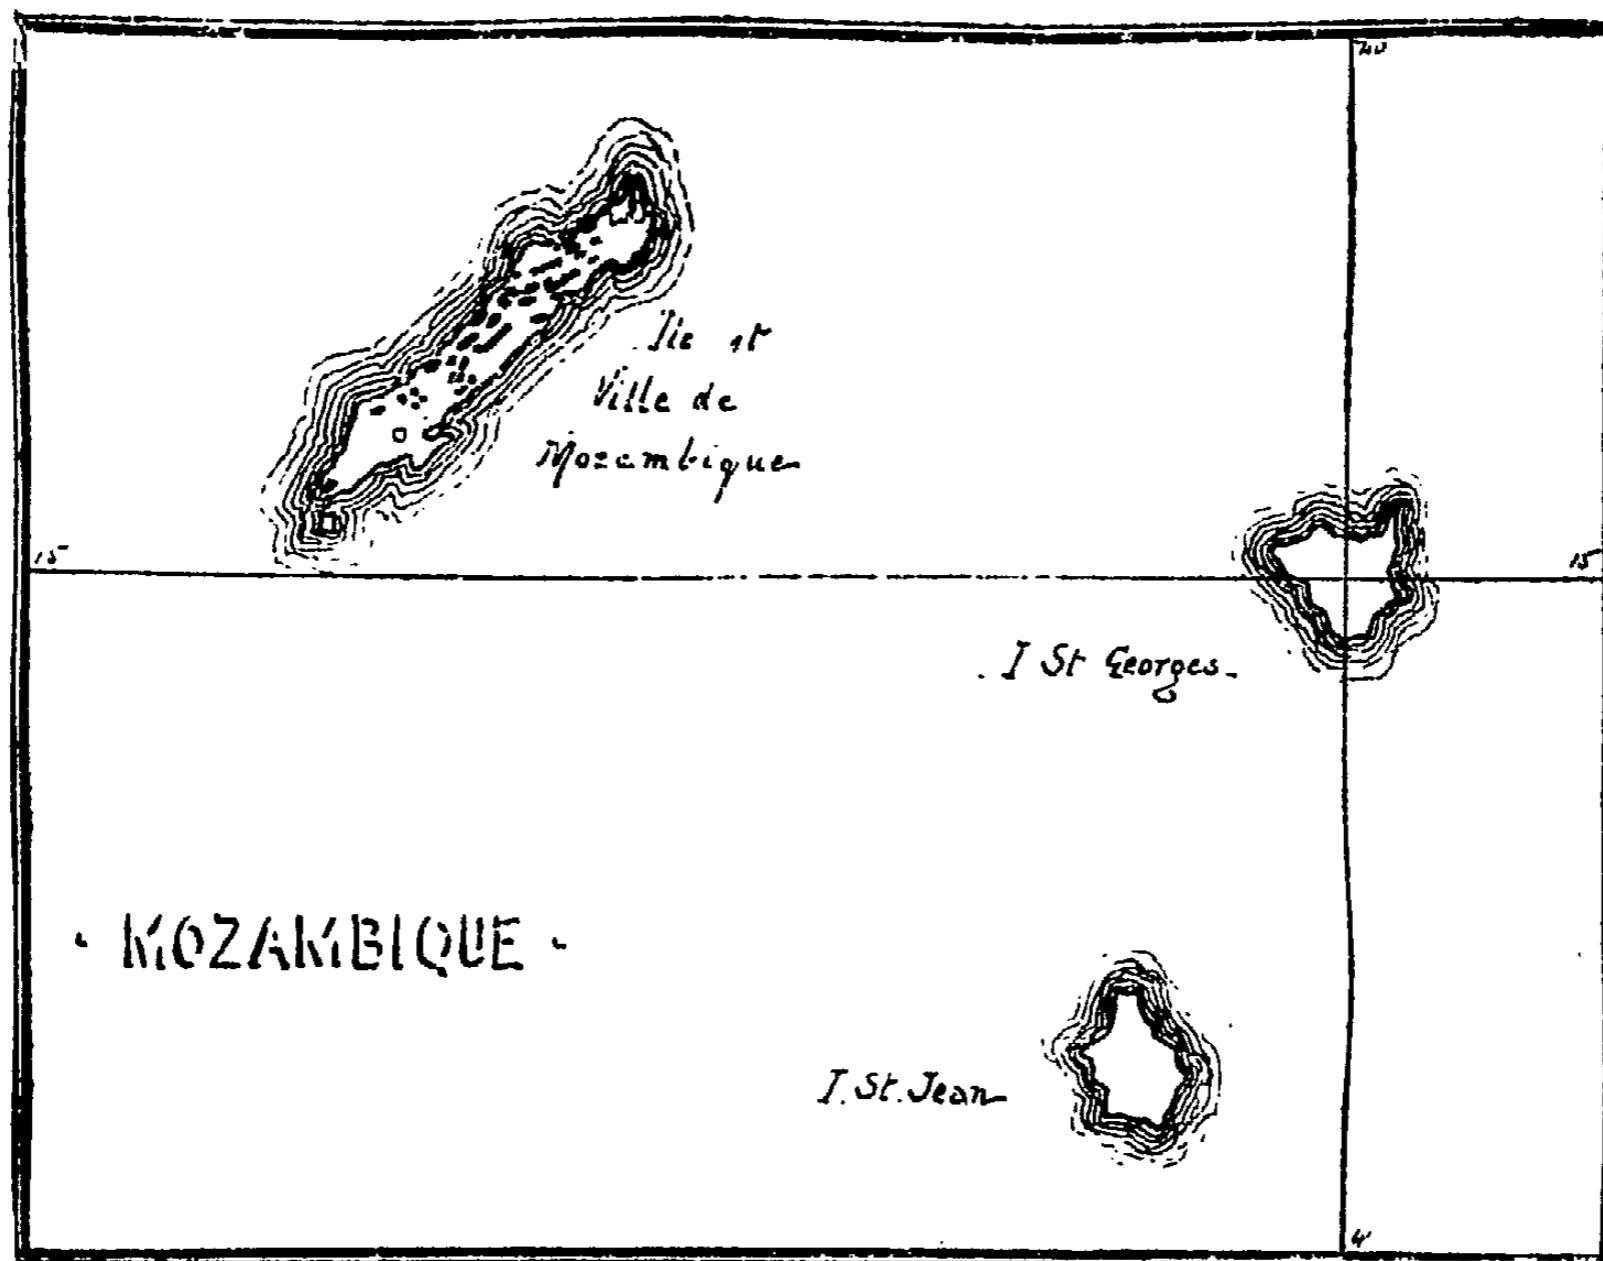 Ile et
Ville de
Mozambique
15
15
I St Georges
· MOZAMBIQUE ·
I. St. Jean